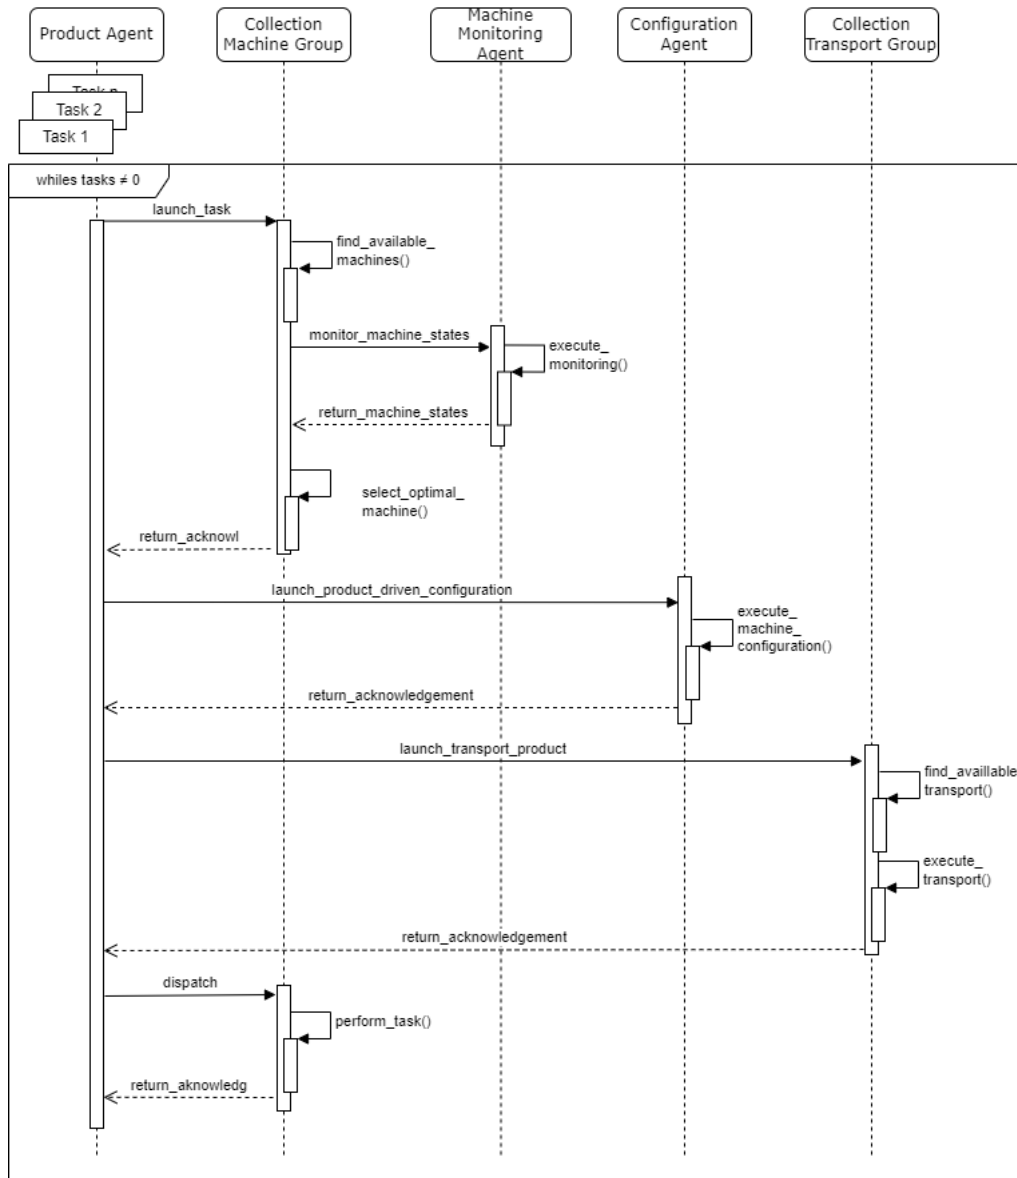 Product Agent
Collection
Machine Group
Machine
Monitoring
Agent
Configuration
Agent
Collection
Transport Group
Task n
Task 2
Task 1
whiles tasks ≠ 0
launch_task
find_available_
machines()
monitor_machine_states
execute_
monitoring()
return_machine_states
select_optimal_
machine()
return_acknowl
launch_product_driven_configuration
execute_
machine_
configuration()
return_acknowledgement
launch_transport_product
find_availlable
transport()
execute_
transport()
return_acknowledgement
dispatch
perform_task()
return_aknowledg